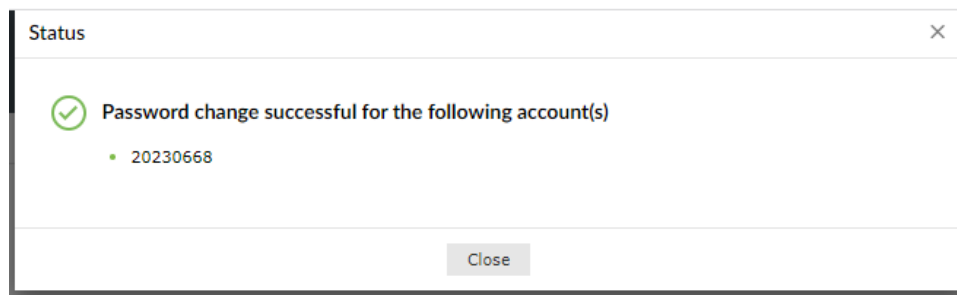 Status
Password change successful for the following account(s)
20230668
Close